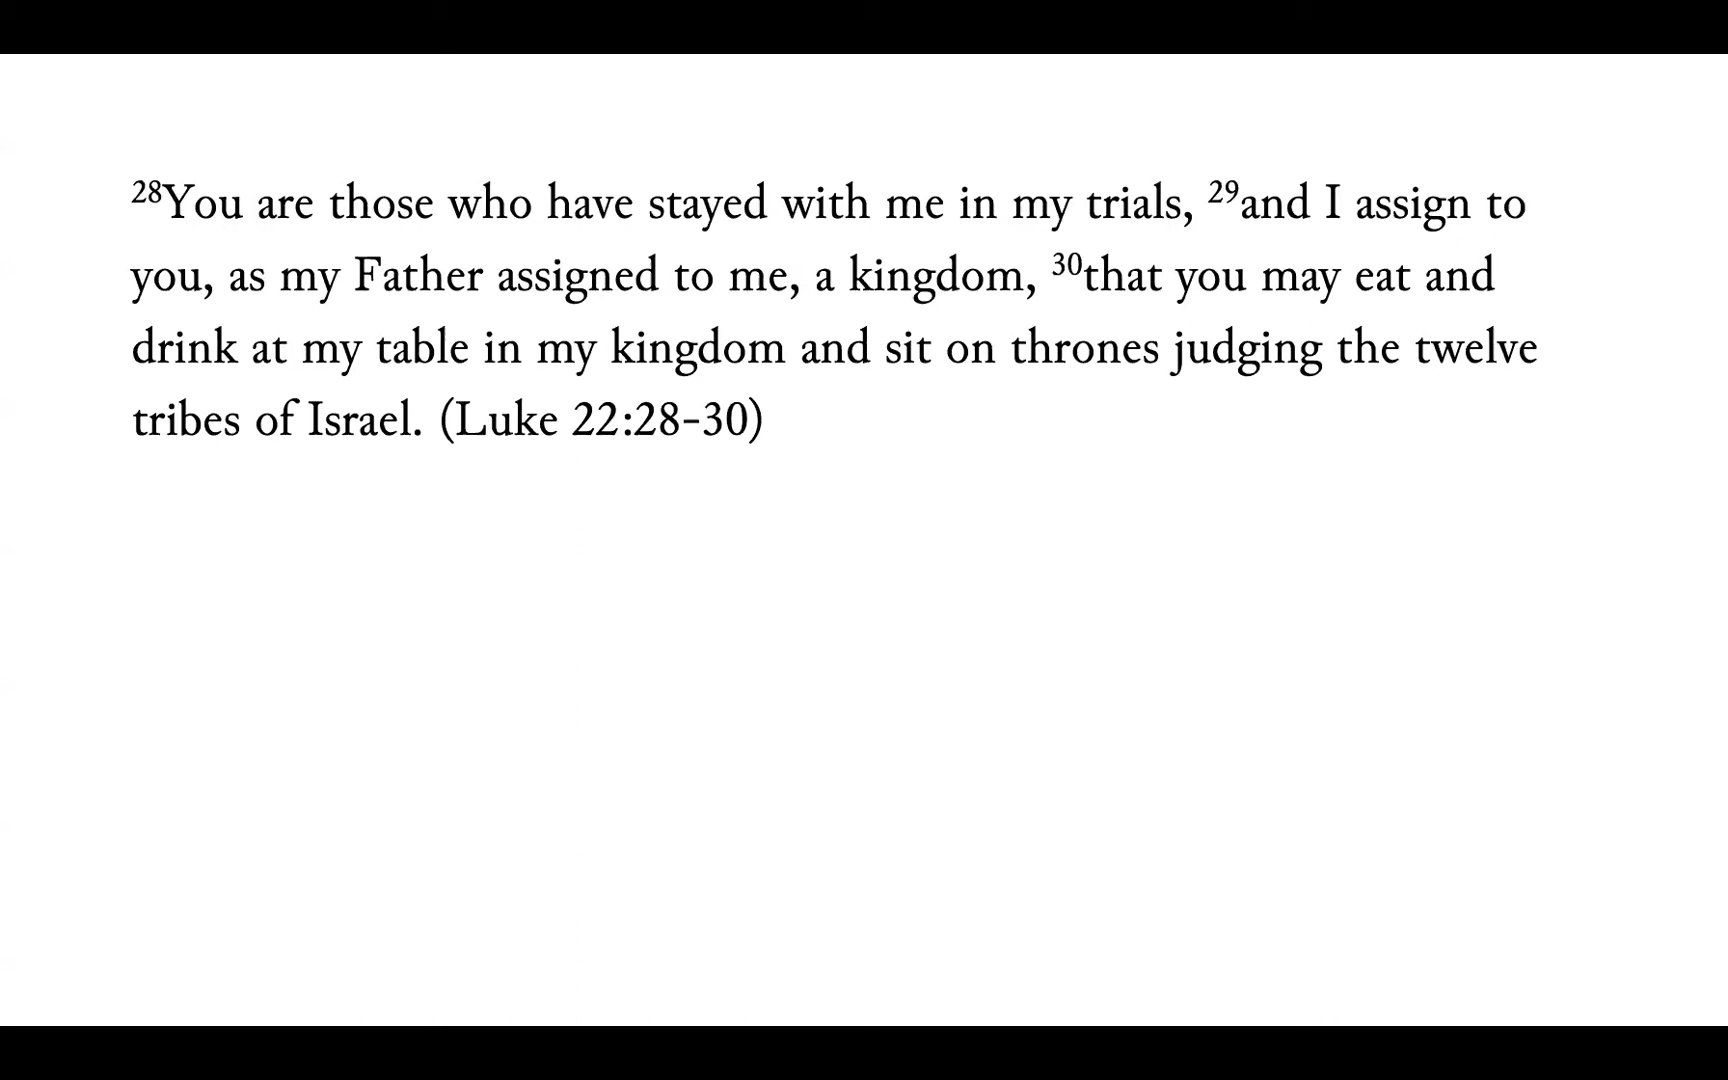 ²⁸You are those who have stayed with me in my trials, ²⁹and I assign to
you, as my Father assigned to me, a kingdom, ³⁰that you may eat and
drink at my table in my kingdom and sit on thrones judging the twelve
tribes of Israel. (Luke 22:28-30)